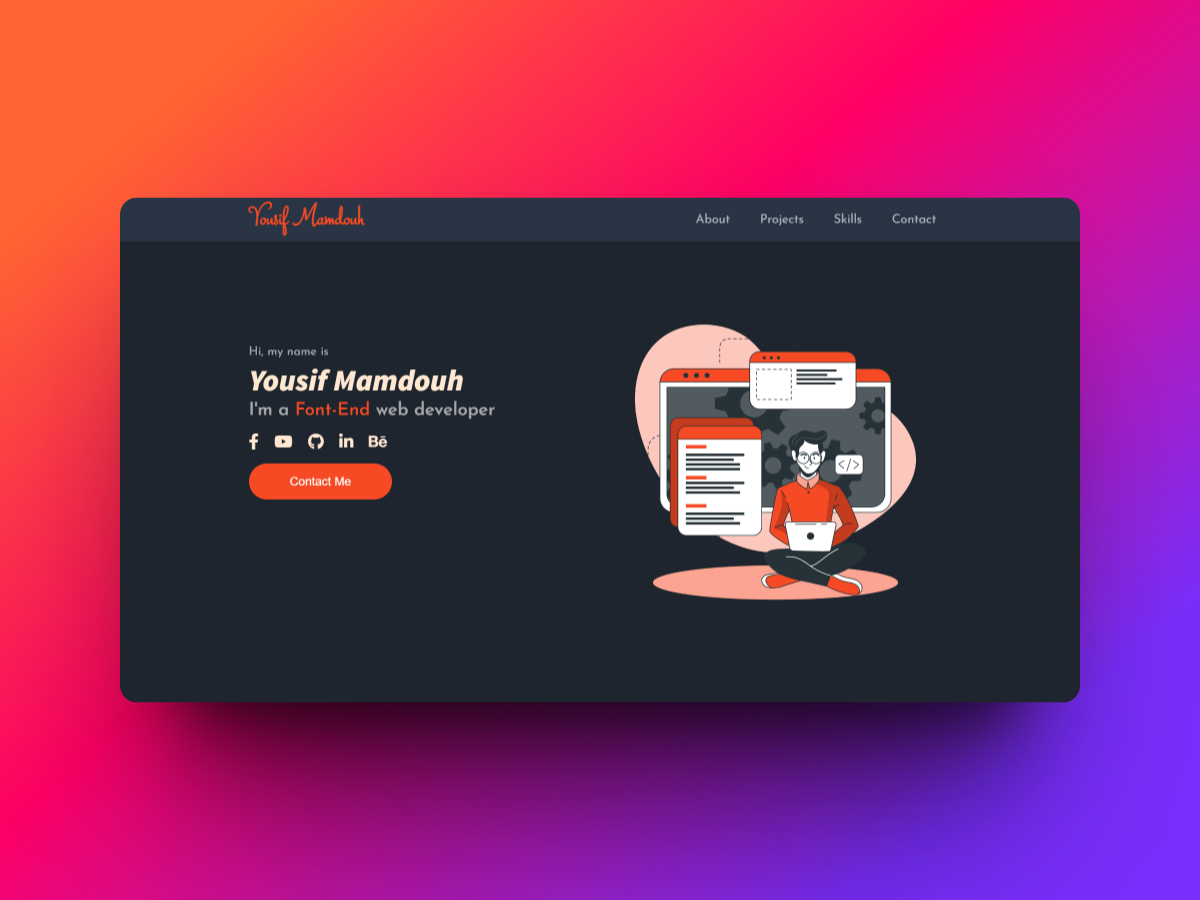 Yousif Mamdouh
About Projects Skills Contact
Hi, my name is
Yousif Mamdouh
I'm a Font-End web developer
Bē
Contact Me
</>